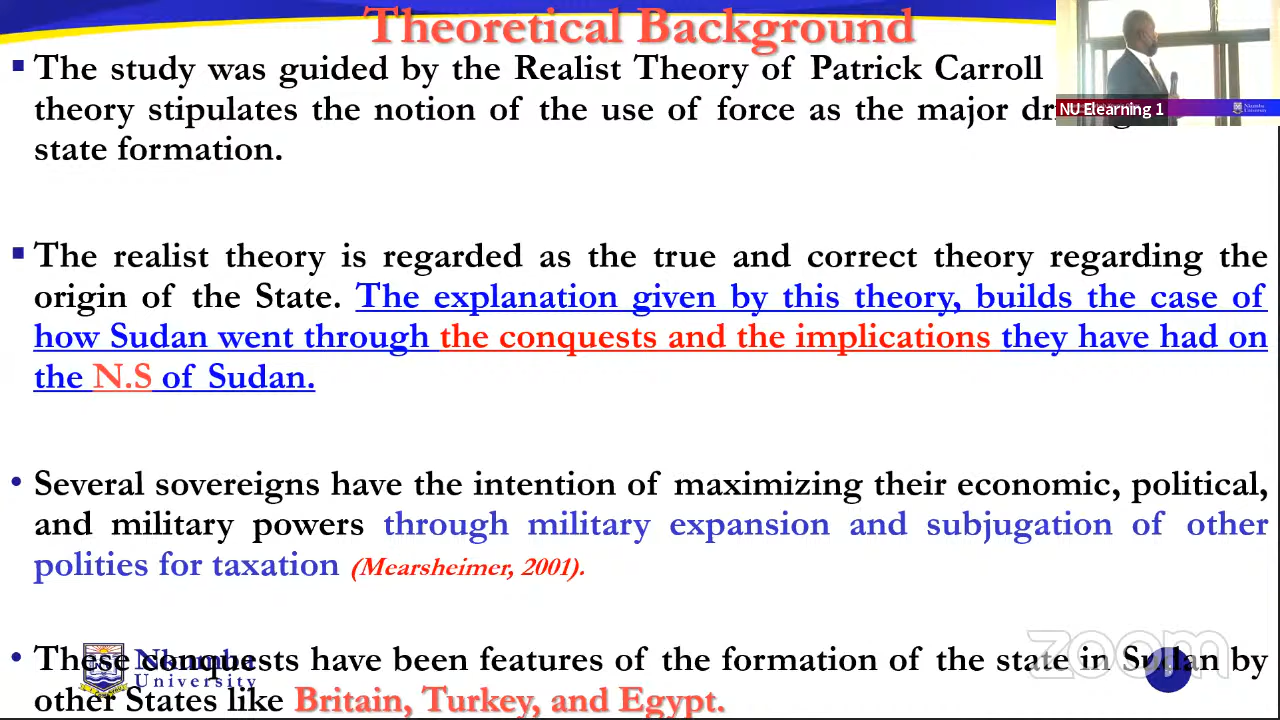 Theoretical Background
▪ The study was guided by the Realist Theory of Patrick Carroll
theory stipulates the notion of the use of force as the major
state formation.
▪ The realist theory is regarded as the true and correct theory regarding the
origin of the State. The explanation given by this theory, builds the case of
how Sudan went through the conquests and the implications they have had on
the N.S of Sudan.
• Several sovereigns have the intention of maximizing their economic, political,
and military powers through military expansion and subjugation of other
polities for taxation (Mearsheimer, 2001).
• These conquests have been features of the formation of the state in Sudan by
other States like Britain, Turkey, and Egypt.
NU Elearning 1
Nkumba
University
Nkumba
University
zoom